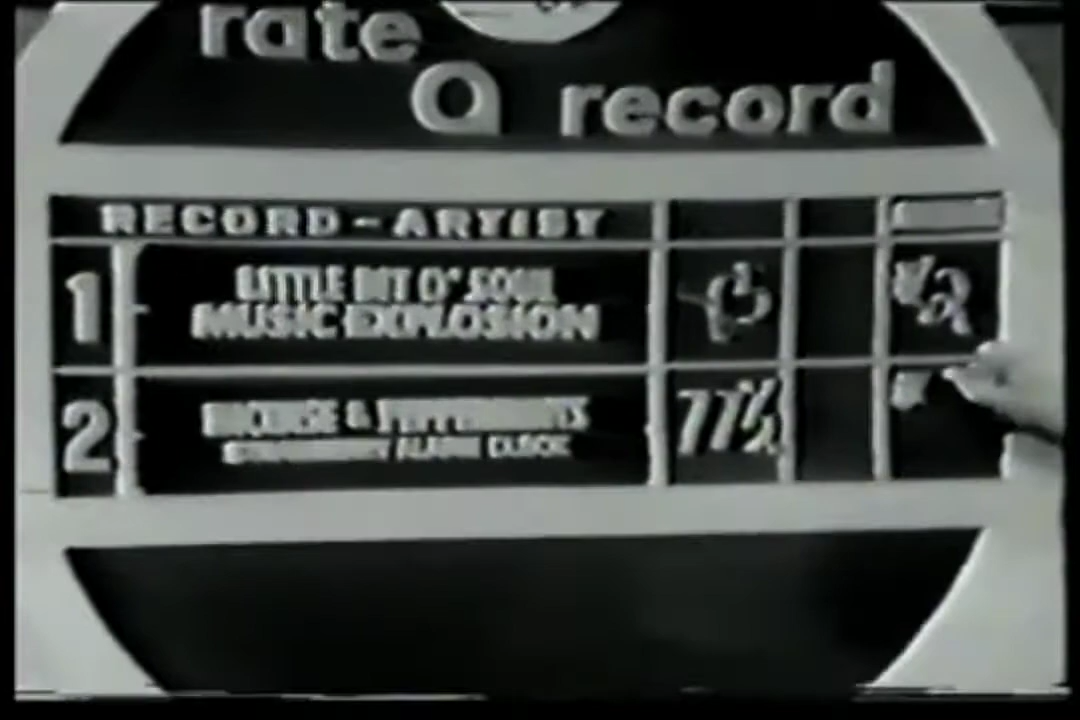 rate
a record
RECORD - ARTIST
1
LITTLE BIT O' SOUL
MUSIC EXPLOSION
2
INCENSE & PEPPERMINTS
STRAWBERRY ALARM CLOCK
77½